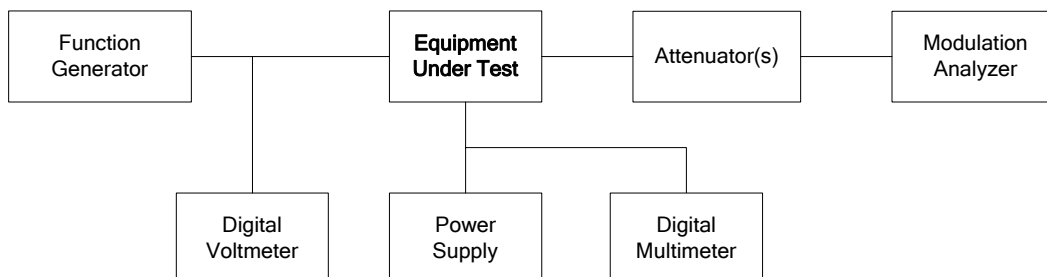 Function
Generator
Equipment
Under Test
Attenuator(s)
Modulation
Analyzer
Digital
Voltmeter
Power
Supply
Digital
Multimeter